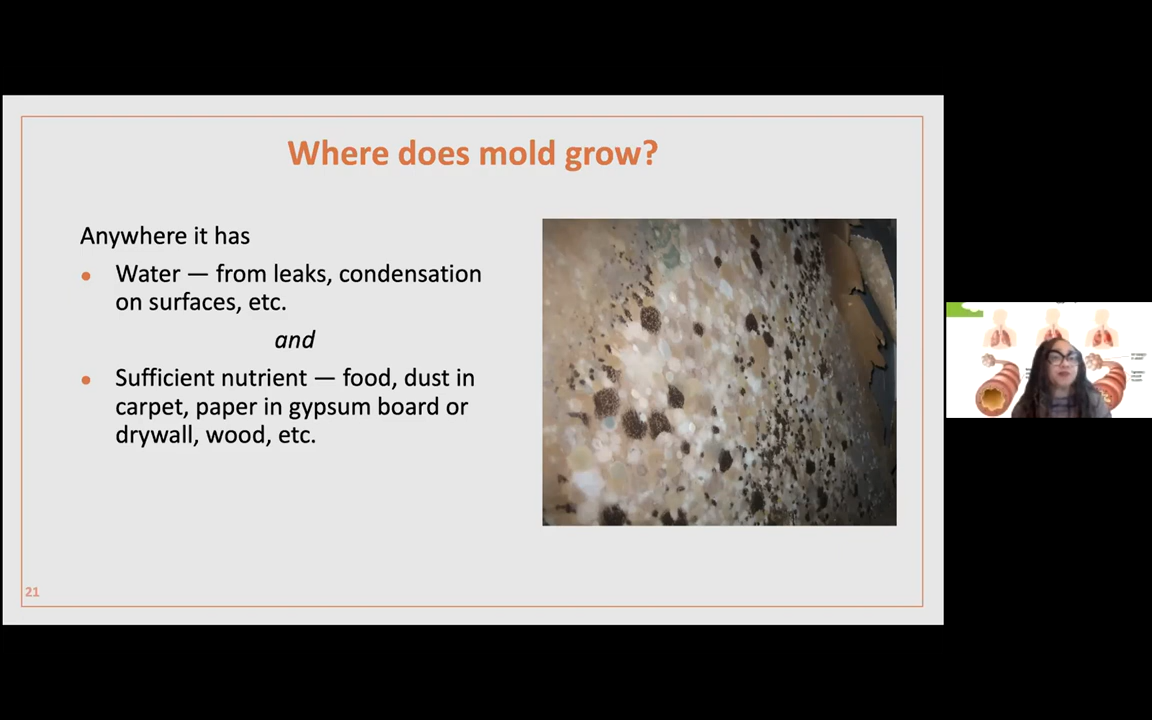 Where does mold grow?
Anywhere it has
• Water — from leaks, condensation
on surfaces, etc.
and
• Sufficient nutrient — food, dust in
carpet, paper in gypsum board or
drywall, wood, etc.
21